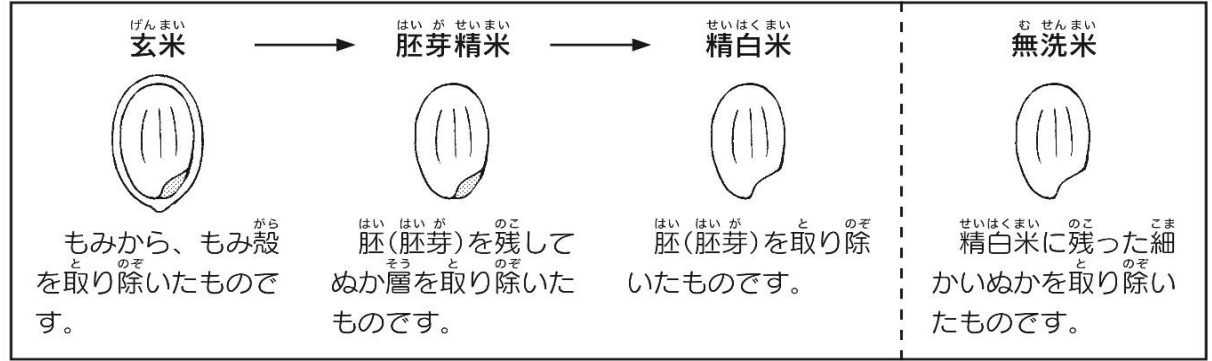 玄米
もみから、もみ殻
を取り除いたもので
す。
胚芽精米
胚(胚芽)を残して
ぬか層を取り除いた
ものです。
精白米
胚(胚芽)を取り除
いたものです。
無洗米
精白米に残った細
かいぬかを取り除い
たものです。